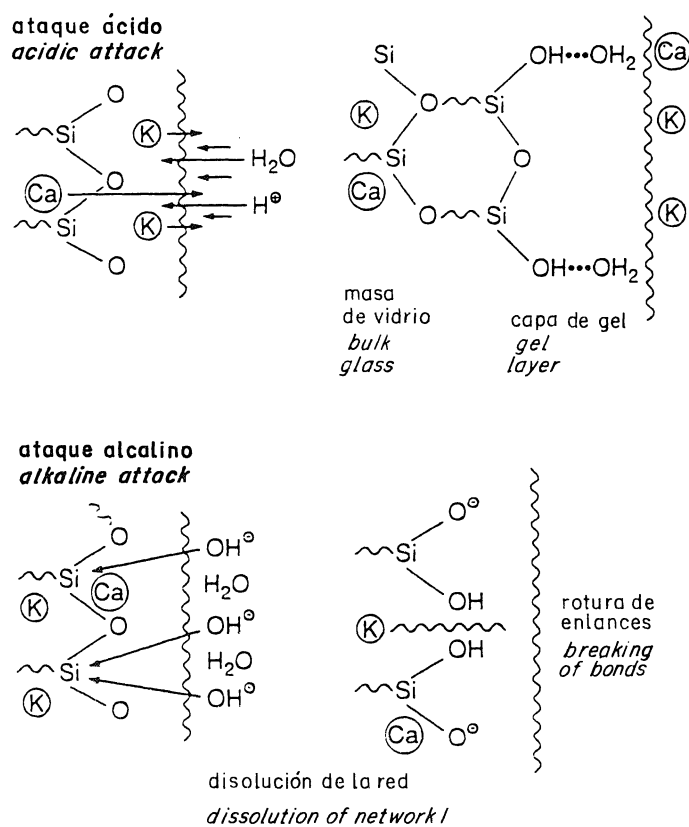 ataque ácido
acidic attack
O
Si
K
H₂O
O
Ca
H⊕
Si
K
O
Si
OH•••OH₂
Ca
K
O
Si
K
Si
O
Ca
O
Si
K
OH•••OH₂
masa
de vidrio
bulk
glass
capa de gel
gel
layer
ataque alcalino
alkaline attack
O
OH⊖
Si
Ca
H₂O
K
O
OH⊖
Si
H₂O
K
O
OH⊖
O⊖
Si
OH
K
OH
Si
Ca
O⊖
rotura de
enlances
breaking
of bonds
disolución de la red
dissolution of network I